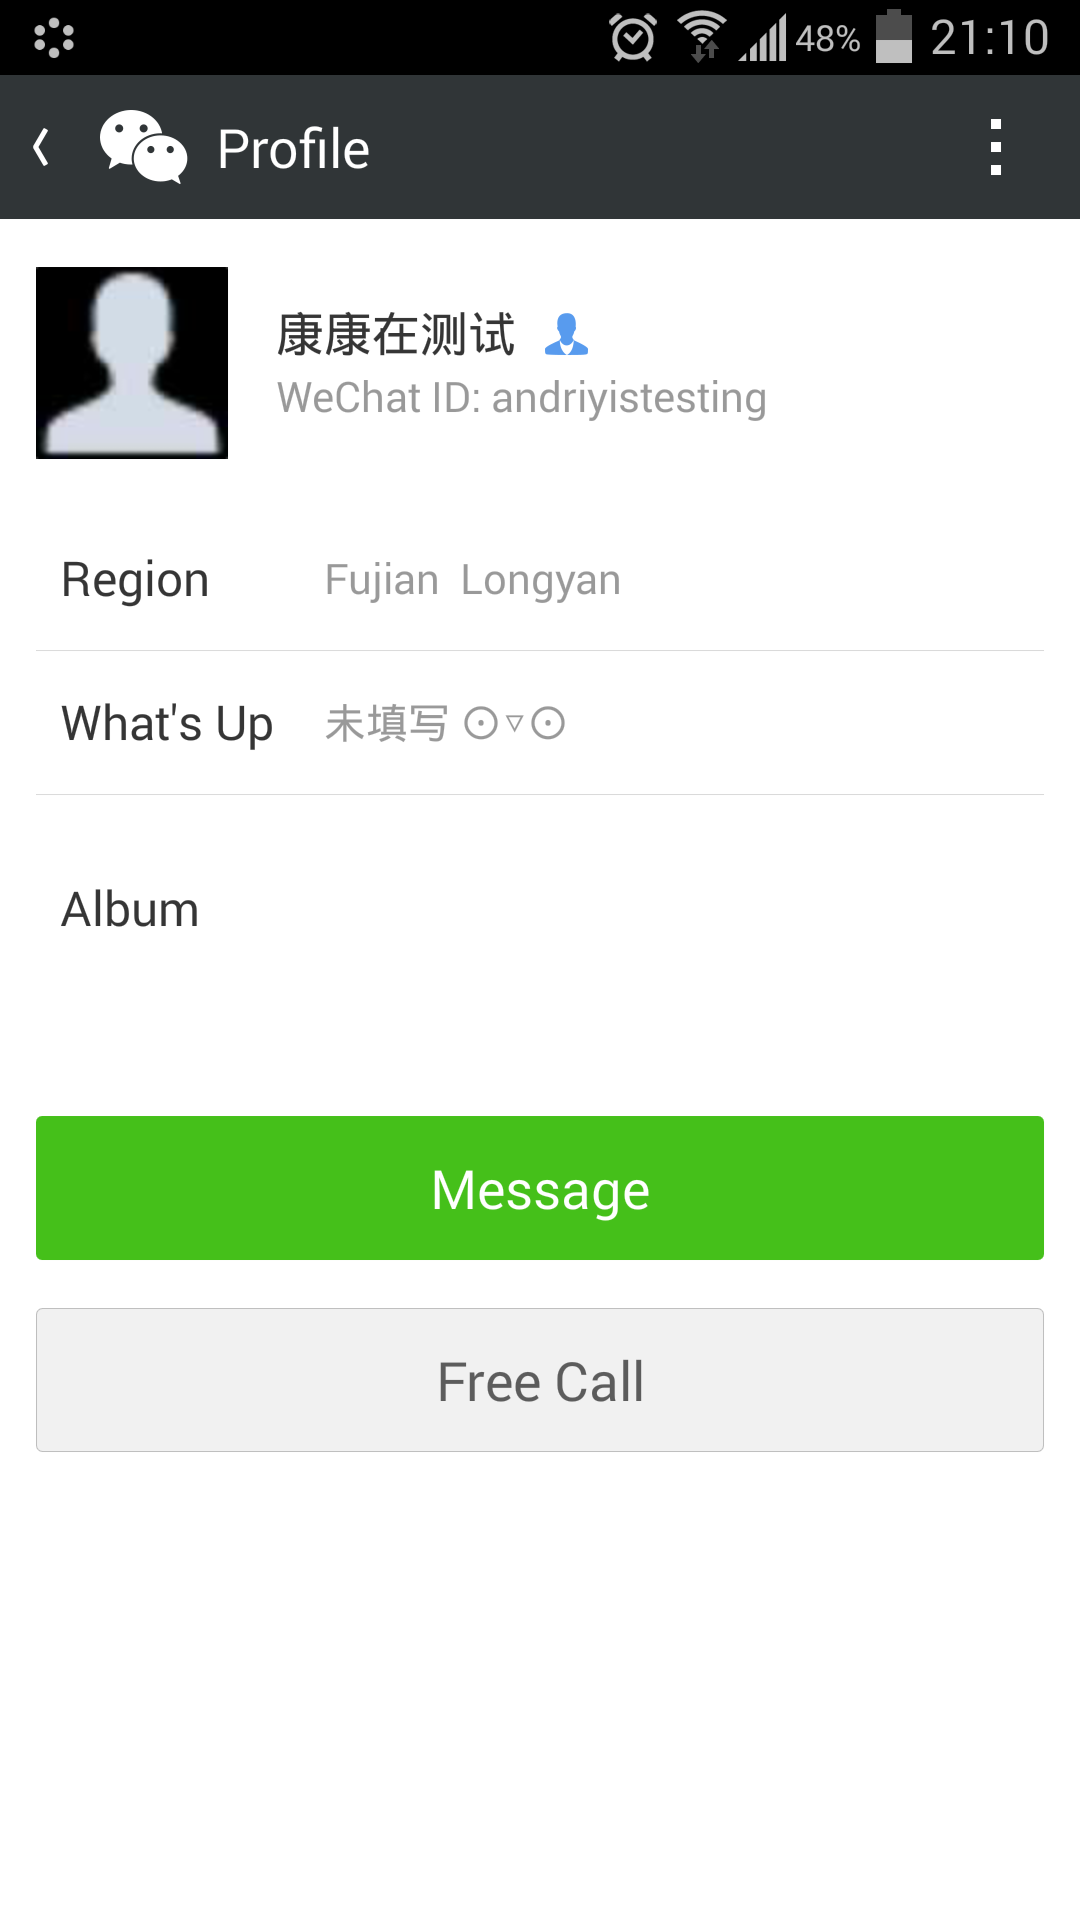 48% 21:10
Profile
康康在测试
WeChat ID: andriyistesting
Region Fujian Longyan
What's Up 未填写 ⊙▽⊙
Album
Message
Free Call